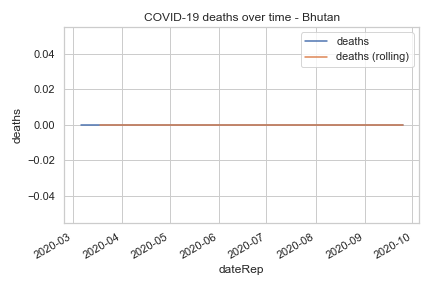 COVID-19 deaths over time - Bhutan
deaths
deaths (rolling)
0.04
0.02
0.00
−0.02
−0.04
deaths
2020-03
2020-04
2020-05
2020-06
2020-07
2020-08
2020-09
2020-10
dateRep